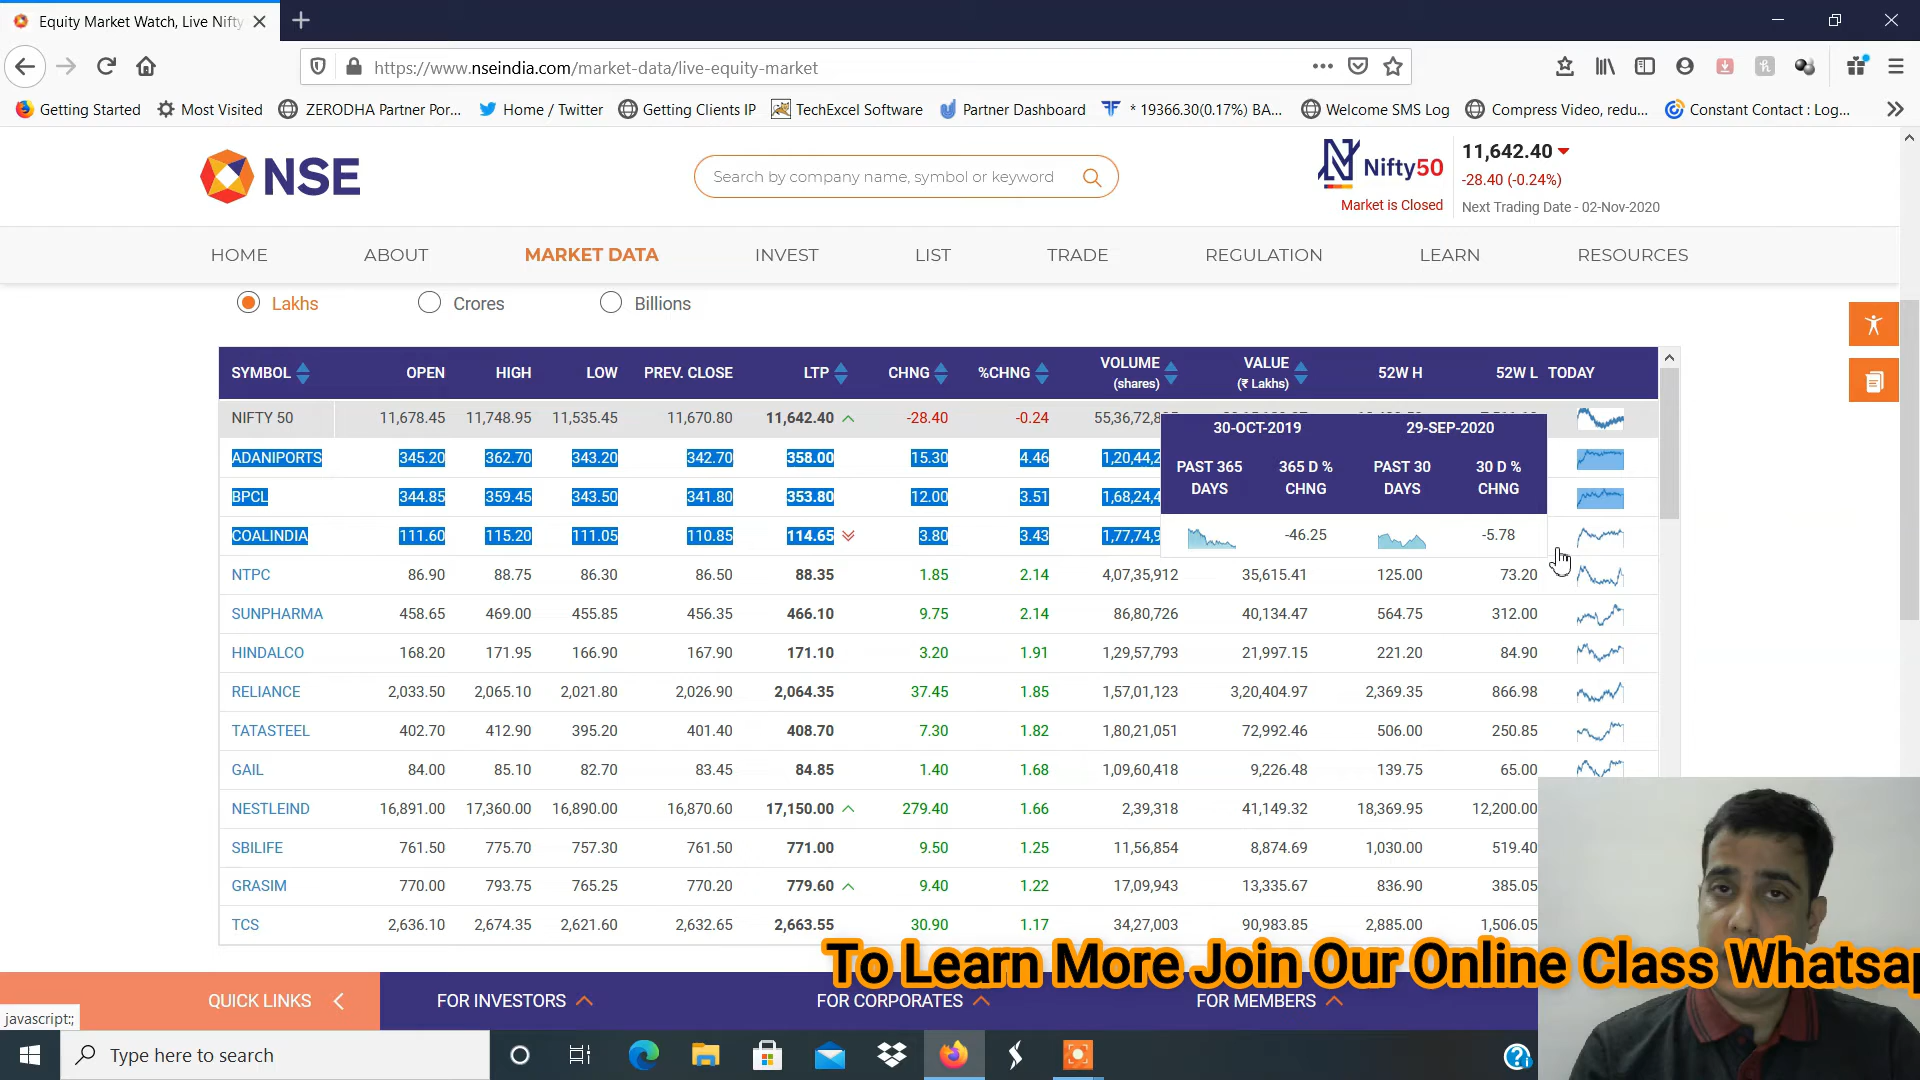 Equity Market Watch, Live Nifty
https://www.nseindia.com/market-data/live-equity-market
Getting Started Most Visited ZERODHA Partner Por... Home / Twitter Getting Clients IP TechExcel Software Partner Dashboard * 19366.30(0.17%) BA... Welcome SMS Log Compress Video, redu... Constant Contact : Log...
NSE
Search by company name, symbol or keyword
Nifty50
11,642.40
-28.40 (-0.24%)
Market is Closed
Next Trading Date - 02-Nov-2020
HOME ABOUT MARKET DATA INVEST LIST TRADE REGULATION LEARN RESOURCES
Lakhs Crores Billions
SYMBOL OPEN HIGH LOW PREV. CLOSE LTP CHNG %CHNG VOLUME (shares) VALUE (₹ Lakhs) 52W H 52W L TODAY
NIFTY 50 11,678.45 11,748.95 11,535.45 11,670.80 11,642.40 -28.40 -0.24 55,36,72,8
ADANIPORTS 345.20 362.70 343.20 342.70 358.00 15.30 4.46 1,20,44,2
BPCL 344.85 359.45 343.50 341.80 353.80 12.00 3.51 1,68,24,4
COALINDIA 111.60 115.20 111.05 110.85 114.65 3.80 3.43 1,77,74,9
30-OCT-2019 29-SEP-2020
PAST 365 DAYS 365 D % CHNG PAST 30 DAYS 30 D % CHNG
-46.25 -5.78
NTPC 86.90 88.75 86.30 86.50 88.35 1.85 2.14 4,07,35,912 35,615.41 125.00 73.20
SUNPHARMA 458.65 469.00 455.85 456.35 466.10 9.75 2.14 86,80,726 40,134.47 564.75 312.00
HINDALCO 168.20 171.95 166.90 167.90 171.10 3.20 1.91 1,29,57,793 21,997.15 221.20 84.90
RELIANCE 2,033.50 2,065.10 2,021.80 2,026.90 2,064.35 37.45 1.85 1,57,01,123 3,20,404.97 2,369.35 866.98
TATASTEEL 402.70 412.90 395.20 401.40 408.70 7.30 1.82 1,80,21,051 72,992.46 506.00 250.85
GAIL 84.00 85.10 82.70 83.45 84.85 1.40 1.68 1,09,60,418 9,226.48 139.75 65.00
NESTLEIND 16,891.00 17,360.00 16,890.00 16,870.60 17,150.00 279.40 1.66 2,39,318 41,149.32 18,369.95 12,200.00
SBILIFE 761.50 775.70 757.30 761.50 771.00 9.50 1.25 11,56,854 8,874.69 1,030.00 519.40
GRASIM 770.00 793.75 765.25 770.20 779.60 9.40 1.22 17,09,943 13,335.67 836.90 385.05
TCS 2,636.10 2,674.35 2,621.60 2,632.65 2,663.55 30.90 1.17 34,27,003 90,983.85 2,885.00 1,506.05
To Learn More Join Our Online Class Whatsap
QUICK LINKS FOR INVESTORS FOR CORPORATES FOR MEMBERS
javascript:;
Type here to search